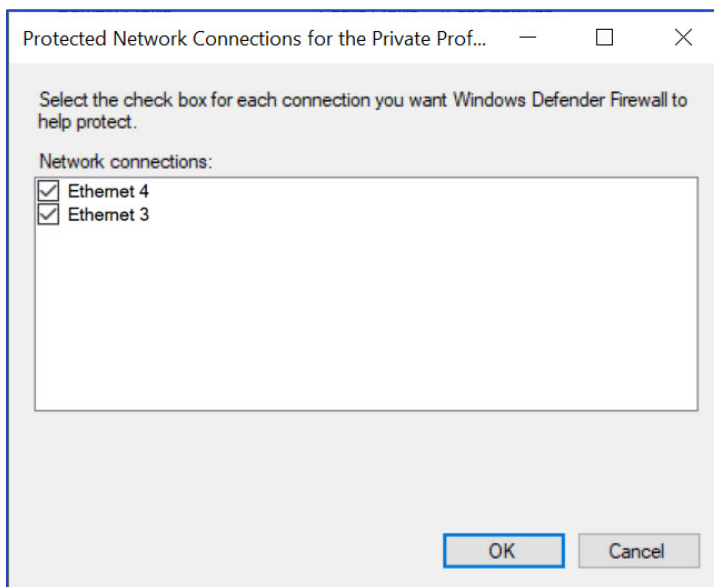 Protected Network Connections for the Private Prof...
Select the check box for each connection you want Windows Defender Firewall to
help protect.
Network connections:
Ethernet 4
Ethernet 3
OK
Cancel